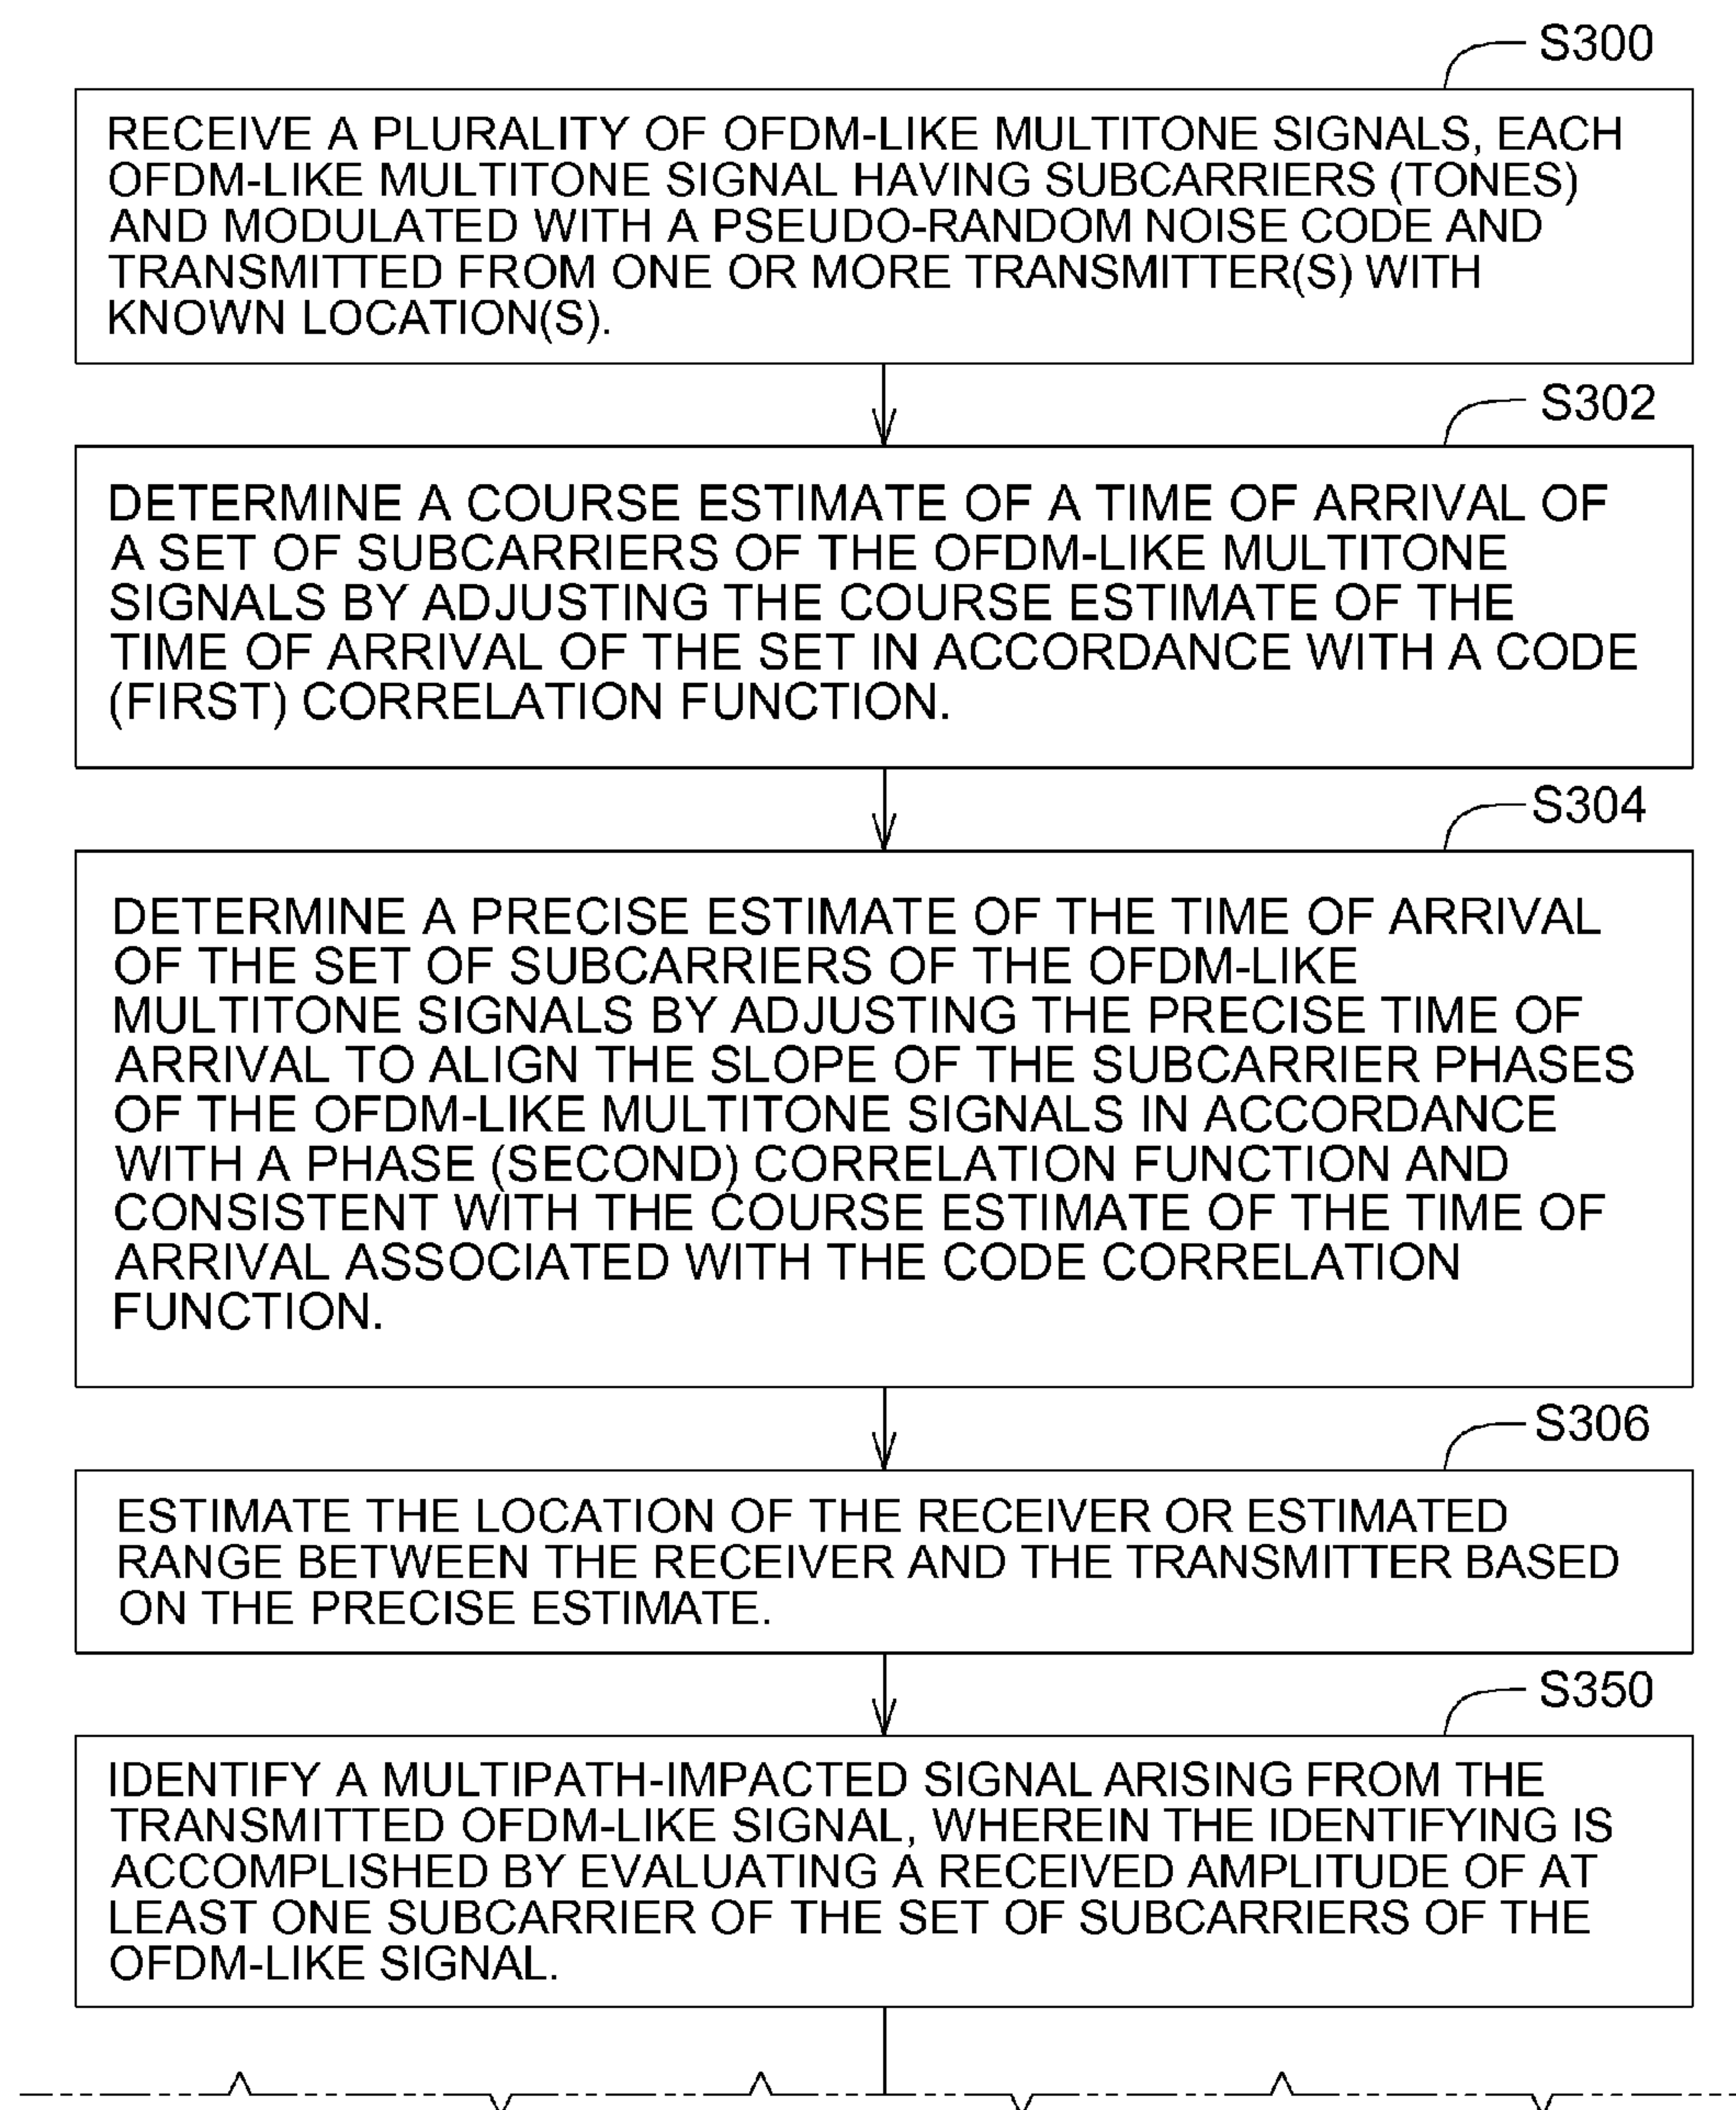 S300
RECEIVE A PLURALITY OF OFDM-LIKE MULTITONE SIGNALS, EACH
OFDM-LIKE MULTITONE SIGNAL HAVING SUBCARRIERS (TONES)
AND MODULATED WITH A PSEUDO-RANDOM NOISE CODE AND
TRANSMITTED FROM ONE OR MORE TRANSMITTER(S) WITH
KNOWN LOCATION(S).
S302
DETERMINE A COURSE ESTIMATE OF A TIME OF ARRIVAL OF
A SET OF SUBCARRIERS OF THE OFDM-LIKE MULTITONE
SIGNALS BY ADJUSTING THE COURSE ESTIMATE OF THE
TIME OF ARRIVAL OF THE SET IN ACCORDANCE WITH A CODE
(FIRST) CORRELATION FUNCTION.
S304
DETERMINE A PRECISE ESTIMATE OF THE TIME OF ARRIVAL
OF THE SET OF SUBCARRIERS OF THE OFDM-LIKE
MULTITONE SIGNALS BY ADJUSTING THE PRECISE TIME OF
ARRIVAL TO ALIGN THE SLOPE OF THE SUBCARRIER PHASES
OF THE OFDM-LIKE MULTITONE SIGNALS IN ACCORDANCE
WITH A PHASE (SECOND) CORRELATION FUNCTION AND
CONSISTENT WITH THE COURSE ESTIMATE OF THE TIME OF
ARRIVAL ASSOCIATED WITH THE CODE CORRELATION
FUNCTION.
S306
ESTIMATE THE LOCATION OF THE RECEIVER OR ESTIMATED
RANGE BETWEEN THE RECEIVER AND THE TRANSMITTER BASED
ON THE PRECISE ESTIMATE.
S350
IDENTIFY A MULTIPATH-IMPACTED SIGNAL ARISING FROM THE
TRANSMITTED OFDM-LIKE SIGNAL, WHEREIN THE IDENTIFYING IS
ACCOMPLISHED BY EVALUATING A RECEIVED AMPLITUDE OF AT
LEAST ONE SUBCARRIER OF THE SET OF SUBCARRIERS OF THE
OFDM-LIKE SIGNAL.